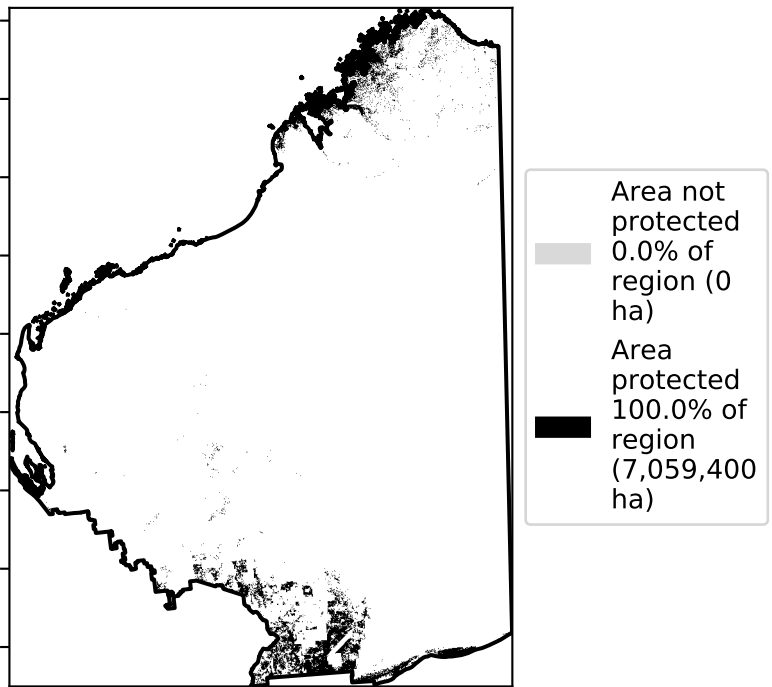 Area not
protected
0.0% of
region (0
ha)
Area
protected
100.0% of
region
(7,059,400
ha)